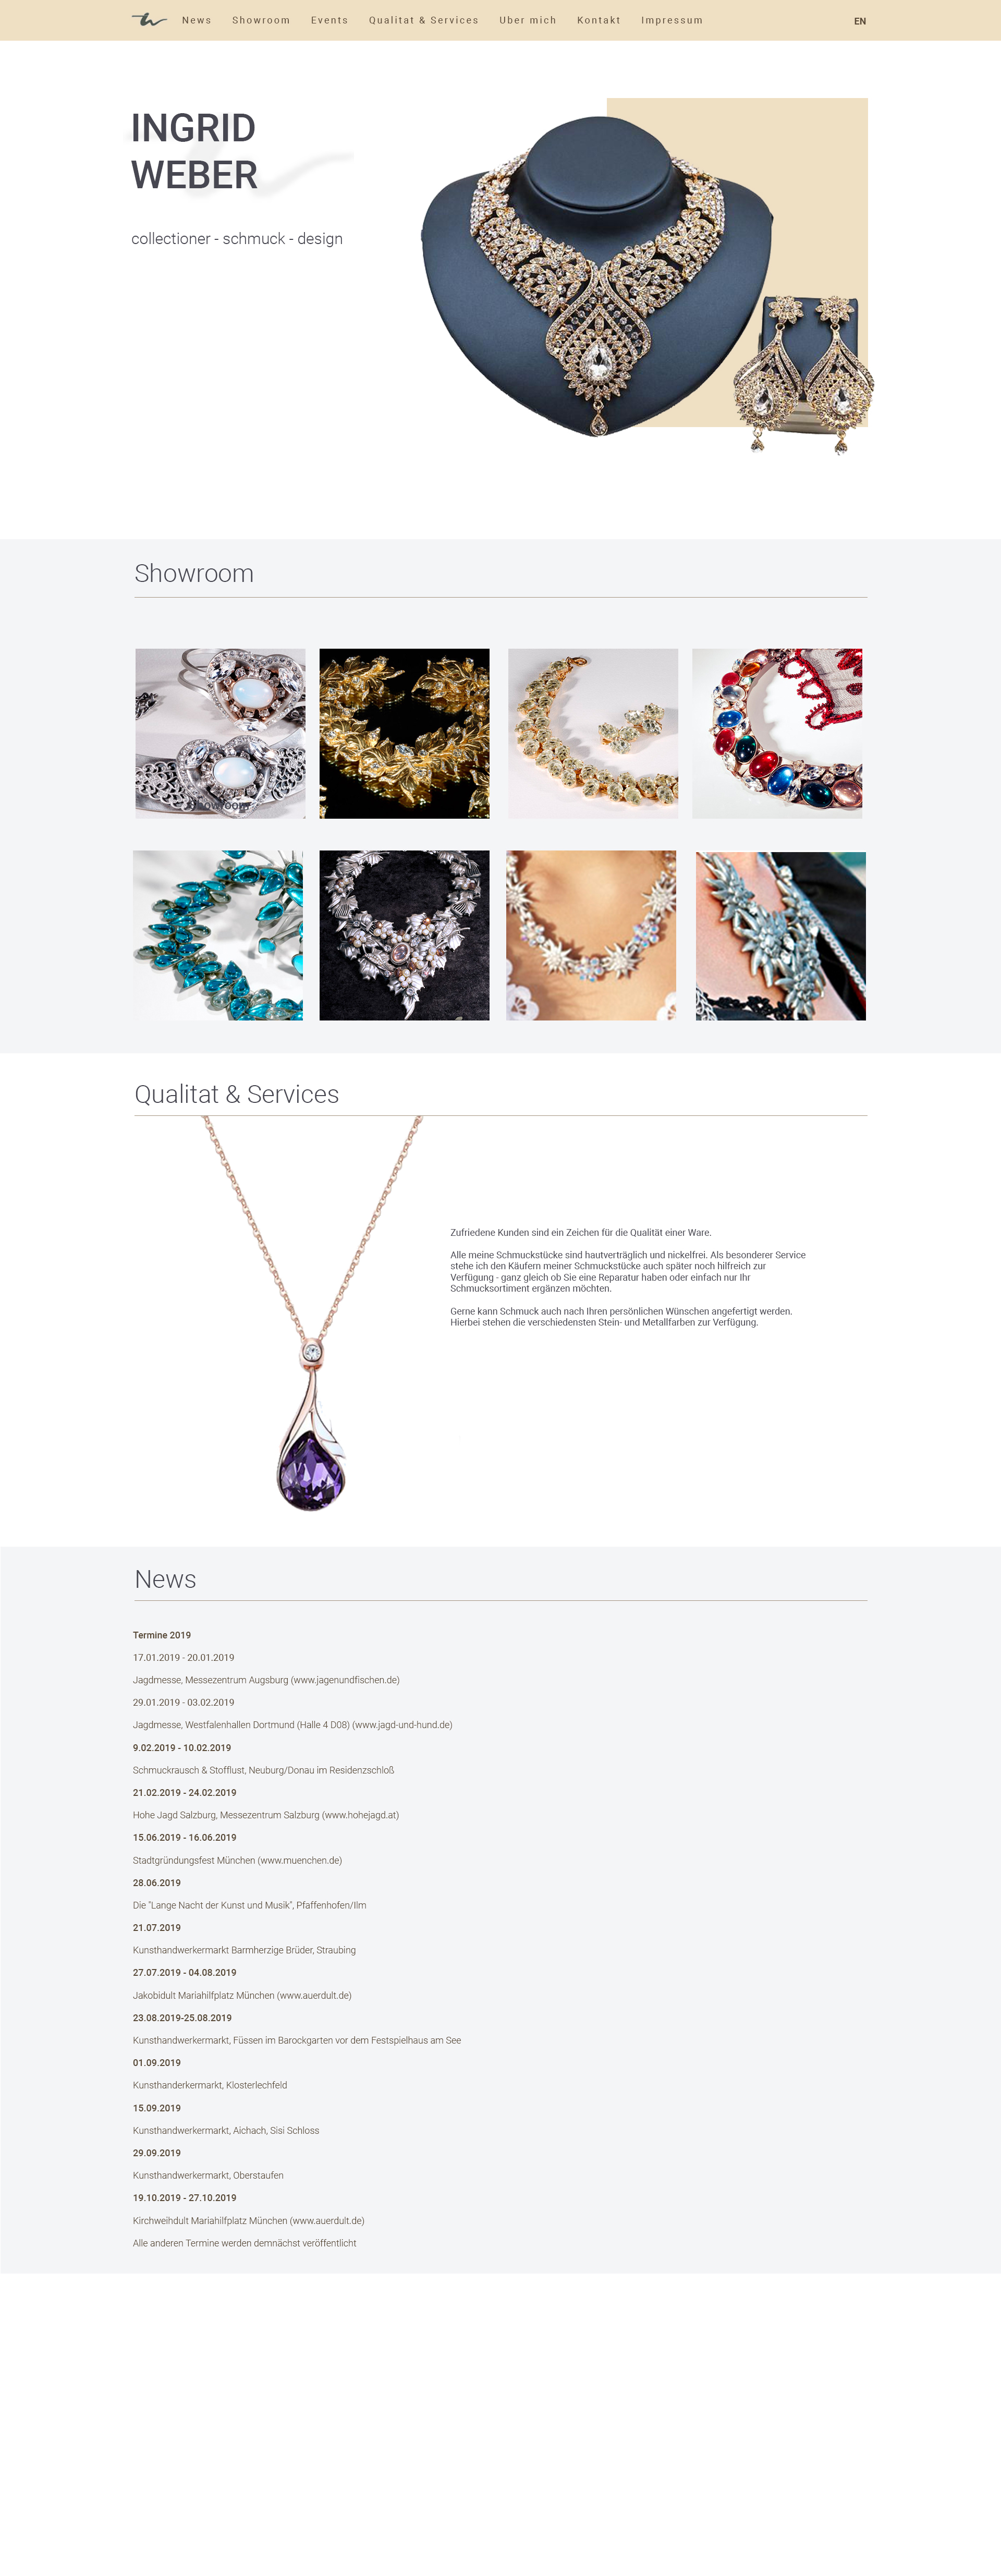 News Showroom Events Qualitat & Services Uber mich Kontakt Impressum EN
INGRID
WEBER
collectioner - schmuck - design
Showroom
Showroom
Qualitat & Services
Zufriedene Kunden sind ein Zeichen für die Qualität einer Ware.
Alle meine Schmuckstücke sind hautverträglich und nickelfrei. Als besonderer Service
stehe ich den Käufern meiner Schmuckstücke auch später noch hilfreich zur
Verfügung - ganz gleich ob Sie eine Reparatur haben oder einfach nur Ihr
Schmucksortiment ergänzen möchten.
Gerne kann Schmuck auch nach Ihren persönlichen Wünschen angefertigt werden.
Hierbei stehen die verschiedensten Stein- und Metallfarben zur Verfügung.
News
Termine 2019
17.01.2019 - 20.01.2019
Jagdmesse, Messezentrum Augsburg (www.jagenundfischen.de)
29.01.2019 - 03.02.2019
Jagdmesse, Westfalenhallen Dortmund (Halle 4 D08) (www.jagd-und-hund.de)
9.02.2019 - 10.02.2019
Schmuckrausch & Stofflust, Neuburg/Donau im Residenzschloß
21.02.2019 - 24.02.2019
Hohe Jagd Salzburg, Messezentrum Salzburg (www.hohejagd.at)
15.06.2019 - 16.06.2019
Stadtgründungsfest München (www.muenchen.de)
28.06.2019
Die "Lange Nacht der Kunst und Musik", Pfaffenhofen/Ilm
21.07.2019
Kunsthandwerkermarkt Barmherzige Brüder, Straubing
27.07.2019 - 04.08.2019
Jakobidult Mariahilfplatz München (www.auerdult.de)
23.08.2019-25.08.2019
Kunsthandwerkermarkt, Füssen im Barockgarten vor dem Festspielhaus am See
01.09.2019
Kunsthanderkermarkt, Klosterlechfeld
15.09.2019
Kunsthandwerkermarkt, Aichach, Sisi Schloss
29.09.2019
Kunsthandwerkermarkt, Oberstaufen
19.10.2019 - 27.10.2019
Kirchweihdult Mariahilfplatz München (www.auerdult.de)
Alle anderen Termine werden demnächst veröffentlicht